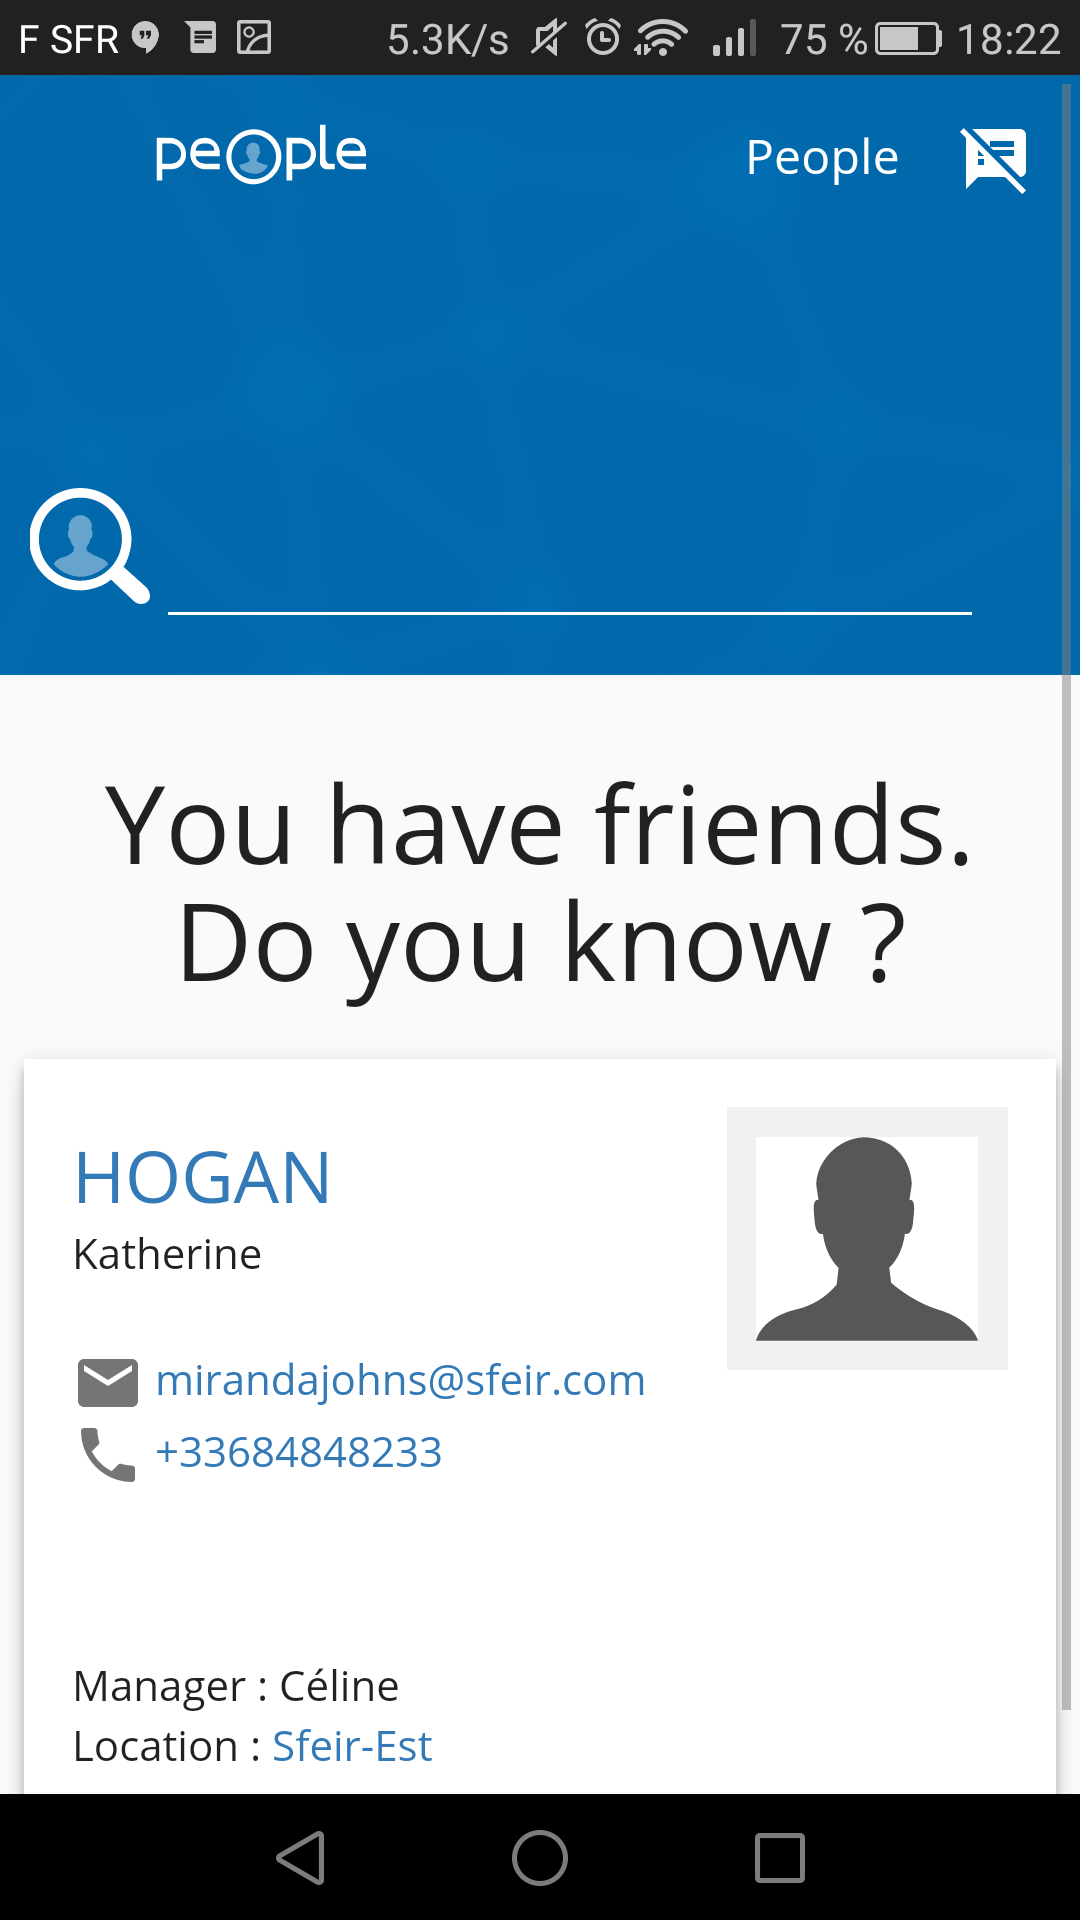 F SFR 5.3K/s 75 % 18:22
people People
You have friends.
Do you know ?
HOGAN
Katherine
mirandajohns@sfeir.com
+33684848233
Manager : Céline
Location : Sfeir-Est